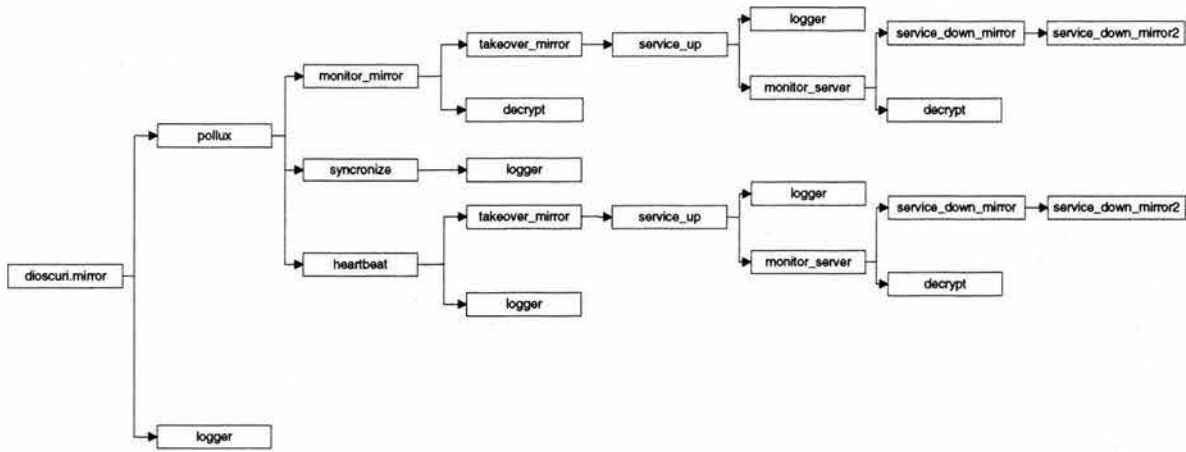 logger
takeover_mirror
service_up
service_down_mirror
service_down_mirror2
monitor_mirror
monitor_server
decrypt
decrypt
pollux
syncronize
logger
logger
takeover_mirror
service_up
service_down_mirror
service_down_mirror2
dioscuri.mirror
heartbeat
monitor_server
decrypt
logger
logger